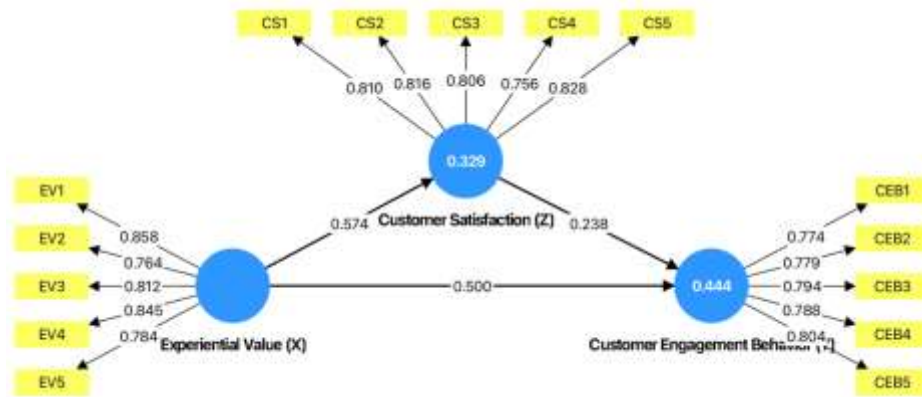 CS1 CS2 CS3 CS4 CS5
0.810 0.816 0.806 0.756 0.828
0.329
Customer Satisfaction (Z)
0.574 0.238
EV1
EV2
EV3
EV4
EV5
0.858
0.764
0.812
0.845
0.784
Experiential Value (X)
0.500
0.444
Customer Engagement Behavior
0.774
0.779
0.794
0.788
0.804
CEB1
CEB2
CEB3
CEB4
CEB5